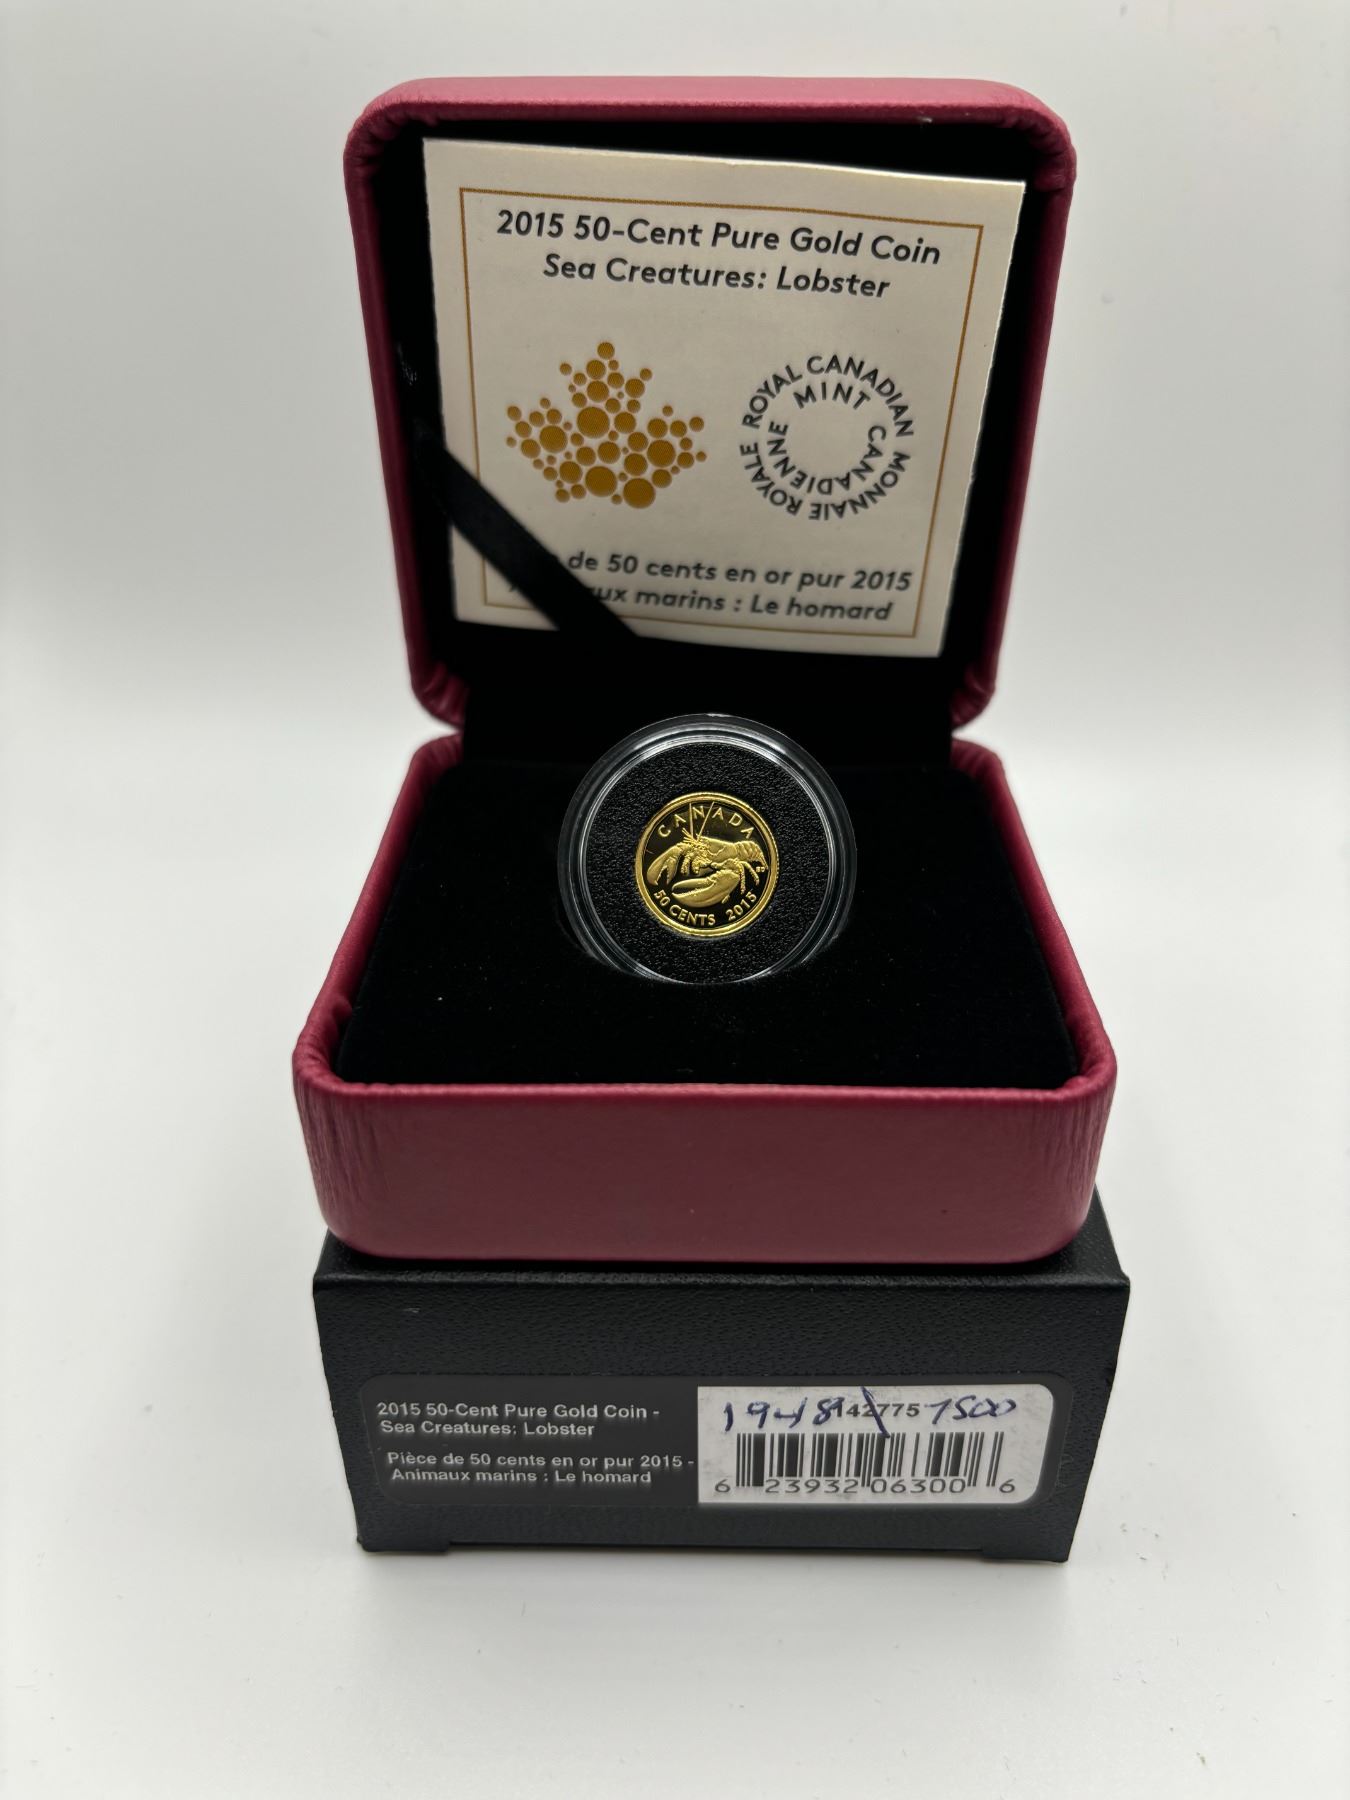 2015 50-Cent Pure Gold Coin
Sea Creatures: Lobster
ROYAL CANADIAN MINT
MONNAIE ROYALE CANADIENNE
de 50 cents en or pur 2015
marins : Le homard
CANADA
50 CENTS 2015
2015 50-Cent Pure Gold Coin -
Sea Creatures: Lobster
Pièce de 50 cents en or pur 2015 -
Animaux marins : Le homard
142775 7500
6 23932 06300 6